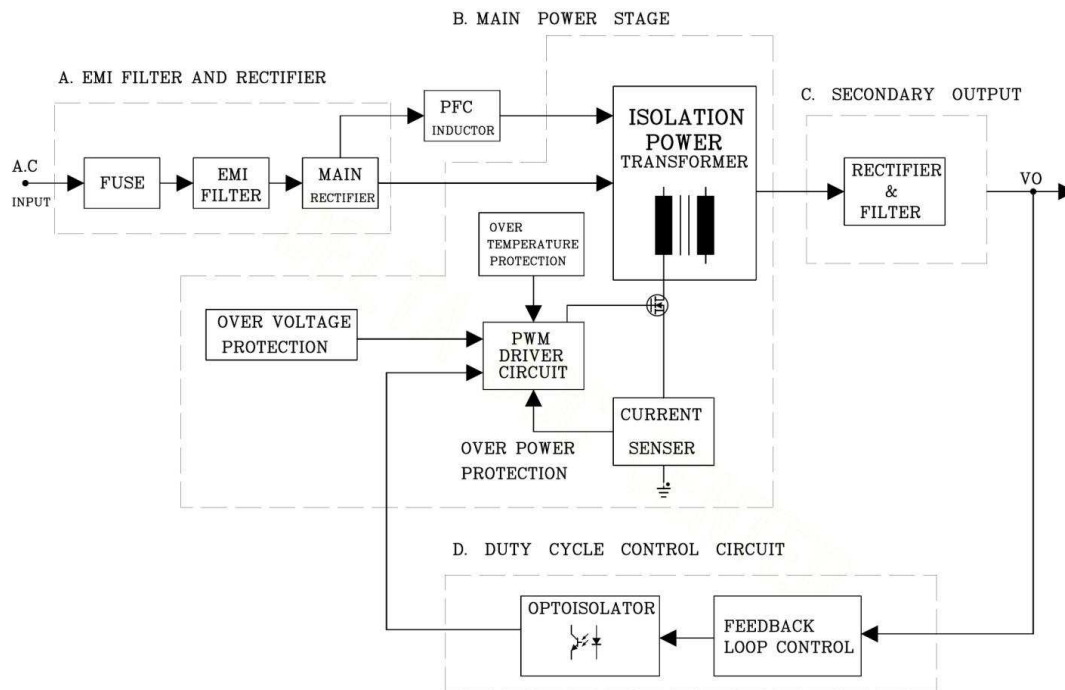 B. MAIN POWER STAGE
A. EMI FILTER AND RECTIFIER
PFC
INDUCTOR
ISOLATION
POWER
TRANSFORMER
C. SECONDARY OUTPUT
A.C
INPUT
FUSE
EMI
FILTER
MAIN
RECTIFIER
RECTIFIER
&
FILTER
VO
OVER
TEMPERATURE
PROTECTION
OVER VOLTAGE
PROTECTION
PWM
DRIVER
CIRCUIT
CURRENT
SENSER
OVER POWER
PROTECTION
D. DUTY CYCLE CONTROL CIRCUIT
OPTOISOLATOR
FEEDBACK
LOOP CONTROL